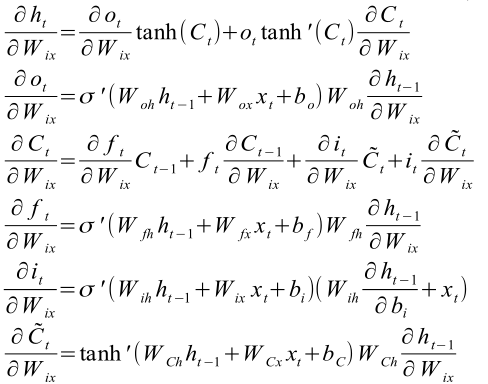 ∂h_t/∂W_ix = ∂o_t/∂W_ix tanh(C_t) + o_t tanh'(C_t) ∂C_t/∂W_ix
∂o_t/∂W_ix = σ'(W_oh h_{t-1} + W_ox x_t + b_o) W_oh ∂h_{t-1}/∂W_ix
∂C_t/∂W_ix = ∂f_t/∂W_ix C_{t-1} + f_t ∂C_{t-1}/∂W_ix + ∂i_t/∂W_ix C̃_t + i_t ∂C̃_t/∂W_ix
∂f_t/∂W_ix = σ'(W_fh h_{t-1} + W_fx x_t + b_f) W_fh ∂h_{t-1}/∂W_ix
∂i_t/∂W_ix = σ'(W_ih h_{t-1} + W_ix x_t + b_i)(W_ih ∂h_{t-1}/∂b_i + x_t)
∂C̃_t/∂W_ix = tanh'(W_Ch h_{t-1} + W_Cx x_t + b_C) W_Ch ∂h_{t-1}/∂W_ix